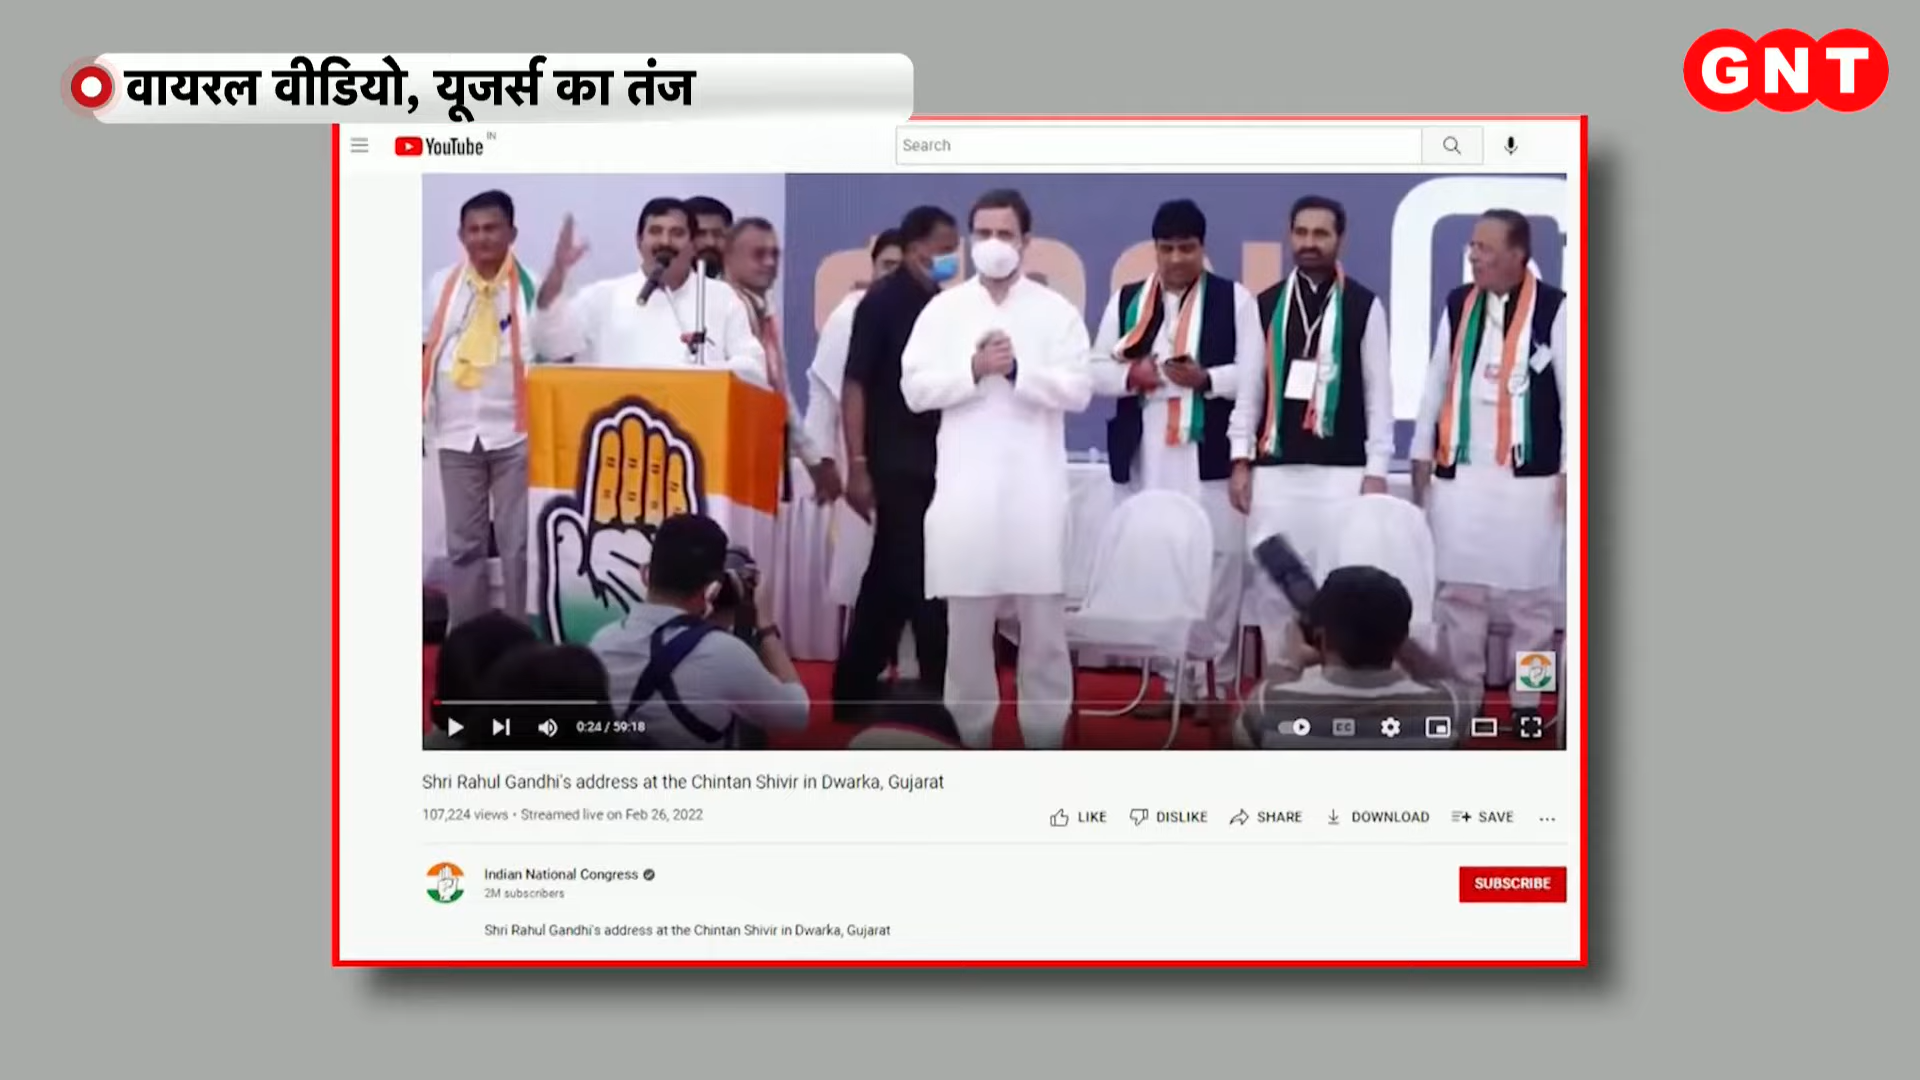 वायरल वीडियो, यूजर्स का तंज
GNT
YouTube IN
Search
0:24 / 59:18
CC
Shri Rahul Gandhi's address at the Chintan Shivir in Dwarka, Gujarat
107,224 views • Streamed live on Feb 26, 2022
LIKE DISLIKE SHARE DOWNLOAD SAVE ...
Indian National Congress
2M subscribers
SUBSCRIBE
Shri Rahul Gandhi's address at the Chintan Shivir in Dwarka, Gujarat